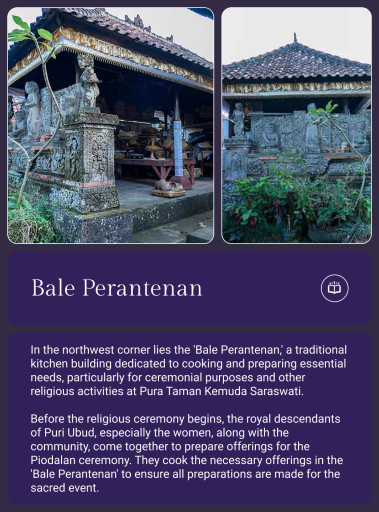 Bale Perantenan
In the northwest corner lies the 'Bale Perantenan,' a traditional
kitchen building dedicated to cooking and preparing essential
needs, particularly for ceremonial purposes and other
religious activities at Pura Taman Kemuda Saraswati.
Before the religious ceremony begins, the royal descendants
of Puri Ubud, especially the women, along with the
community, come together to prepare offerings for the
Piodalan ceremony. They cook the necessary offerings in the
'Bale Perantenan' to ensure all preparations are made for the
sacred event.